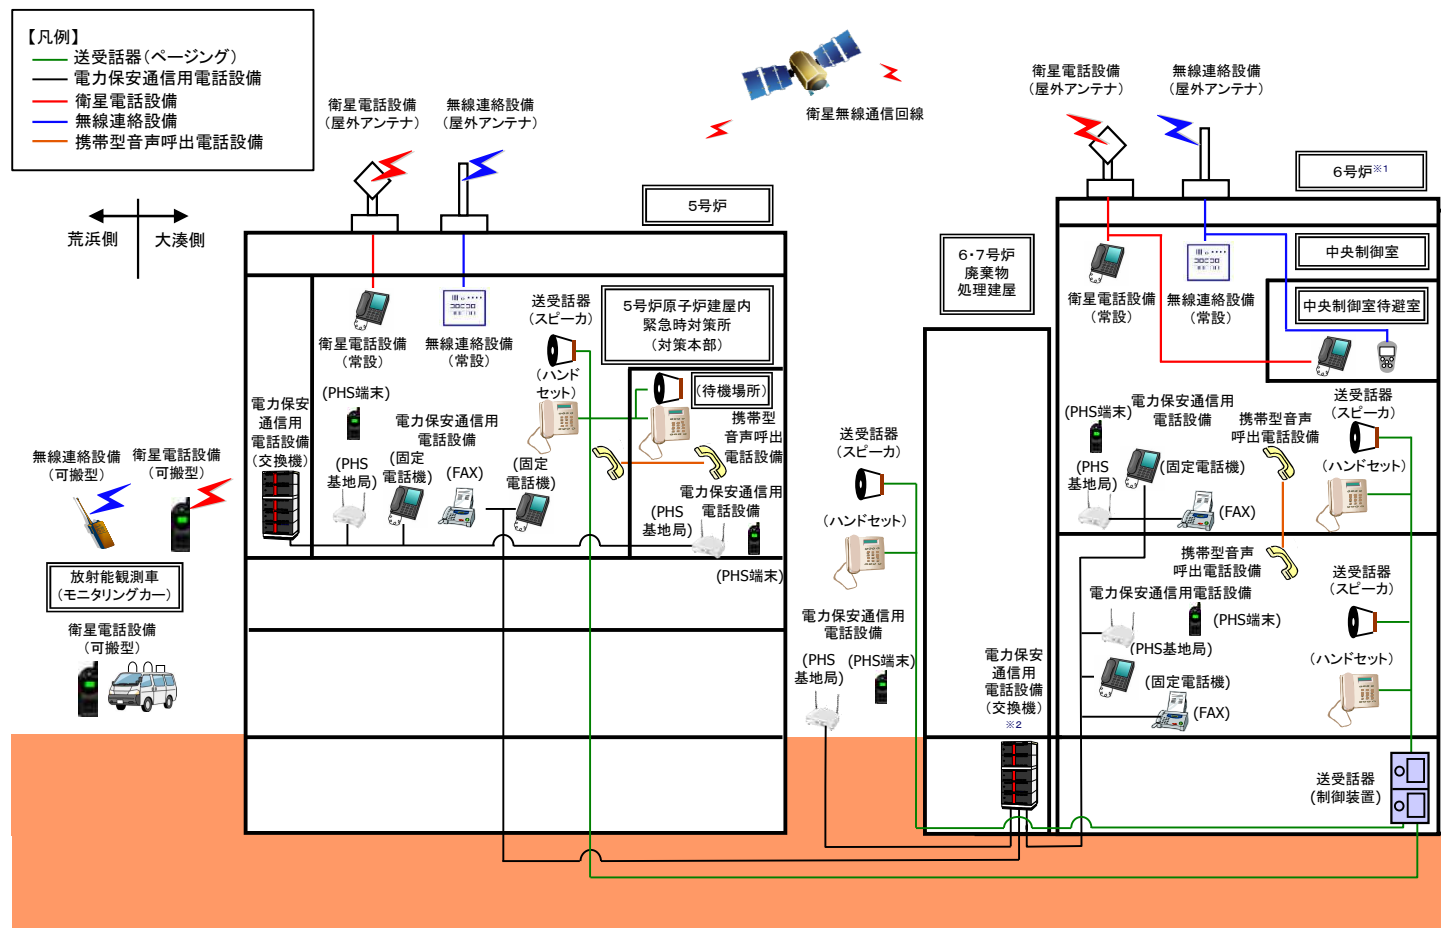 【凡例】
送受話器（ページング）
電力保安通信用電話設備
衛星電話設備
無線連絡設備
携帯型音声呼出電話設備
荒浜側
大湊側
衛星電話設備
（屋外アンテナ）
無線連絡設備
（屋外アンテナ）
衛星無線通信回線
衛星電話設備
（屋外アンテナ）
無線連絡設備
（屋外アンテナ）
5号炉
6号炉※1
6・7号炉
廃棄物
処理建屋
中央制御室
中央制御室待避室
衛星電話設備
（常設）
無線連絡設備
（常設）
5号炉原子炉建屋内
緊急時対策所
（対策本部）
（待機場所）
送受話器
（スピーカ）
（ハンド
セット）
衛星電話設備
（常設）
無線連絡設備
（常設）
電力保安
通信用
電話設備
（交換機）
(PHS端末)
電力保安通信用
電話設備
(PHS
基地局)
(固定
電話機)
(FAX)
(固定
電話機)
携帯型
音声呼出
電話設備
電力保安通信用
電話設備
(PHS
基地局)
(PHS端末)
無線連絡設備
（可搬型）
衛星電話設備
（可搬型）
放射能観測車
（モニタリングカー）
衛星電話設備
（可搬型）
送受話器
（スピーカ）
（ハンドセット）
電力保安通信用
電話設備
(PHS
基地局)
(PHS端末)
電力保安
通信用
電話設備
（交換機）
※2
(PHS端末)
電力保安通信用
電話設備
(PHS
基地局)
(固定電話機)
(FAX)
携帯型音声
呼出電話設備
送受話器
（スピーカ）
（ハンドセット）
携帯型音声
呼出電話設備
電力保安通信用電話設備
(PHS端末)
(PHS基地局)
(固定電話機)
(FAX)
送受話器
（スピーカ）
（ハンドセット）
送受話器
(制御装置)